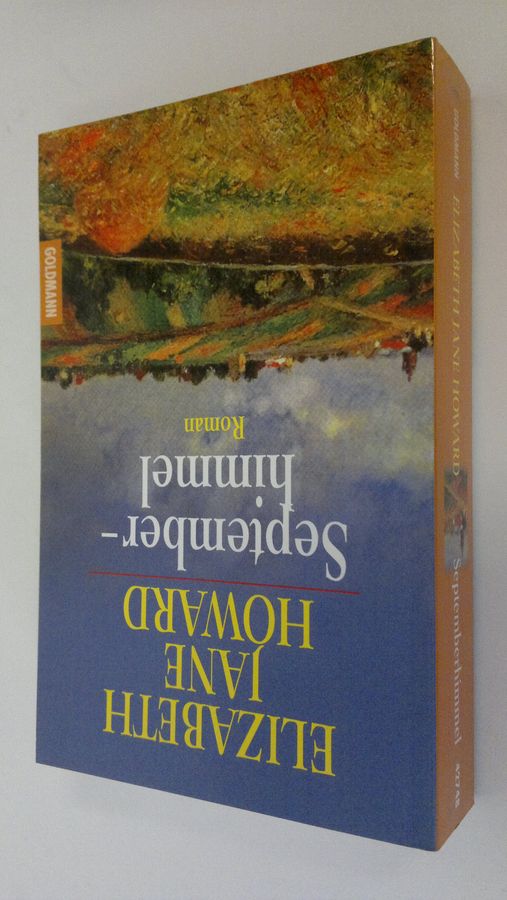 ELIZABETH
JANE
HOWARD
September-
himmel
Roman
GOLDMANN
GOLDMANN
ELIZABETH JANE HOWARD
Septemberhimmel